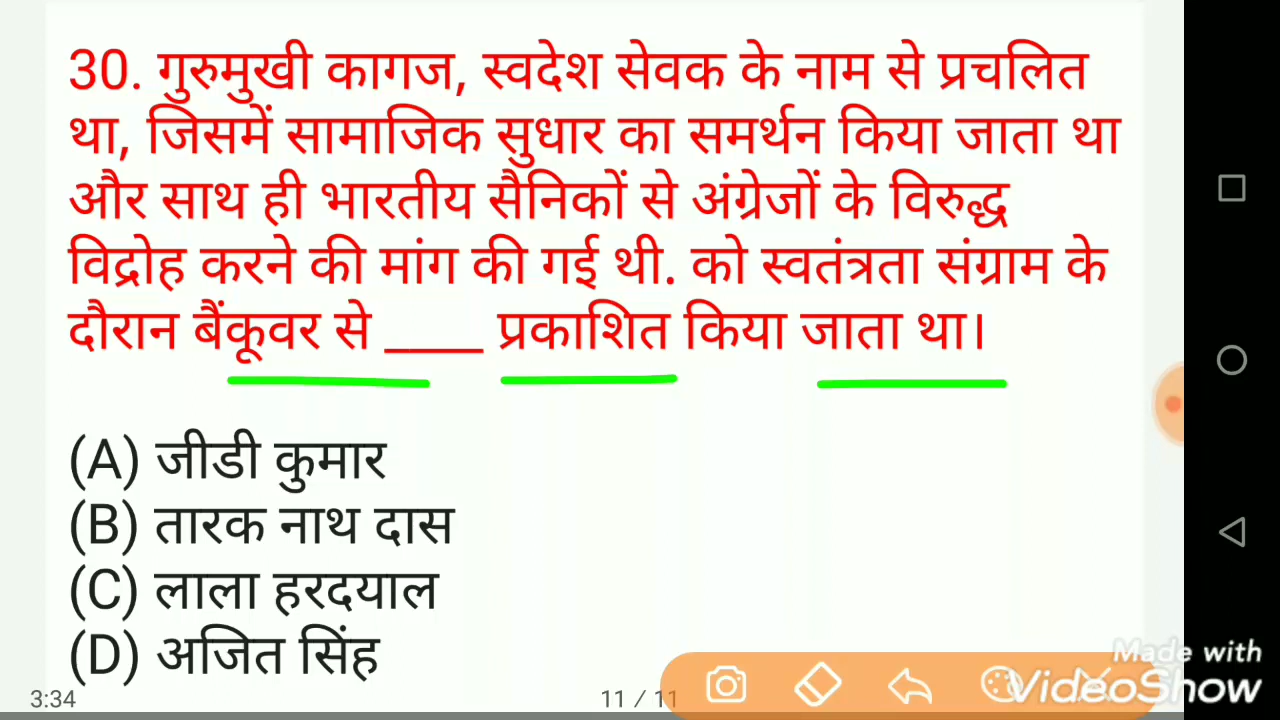 30. गुरुमुखी कागज, स्वदेश सेवक के नाम से प्रचलित
था, जिसमें सामाजिक सुधार का समर्थन किया जाता था
और साथ ही भारतीय सैनिकों से अंग्रेजों के विरुद्ध
विद्रोह करने की मांग की गई थी. को स्वतंत्रता संग्राम के
दौरान बैंकूवर से ____ प्रकाशित किया जाता था।
(A) जीडी कुमार
(B) तारक नाथ दास
(C) लाला हरदयाल
(D) अजित सिंह
3:34
11 / 11
Made with
VideoShow